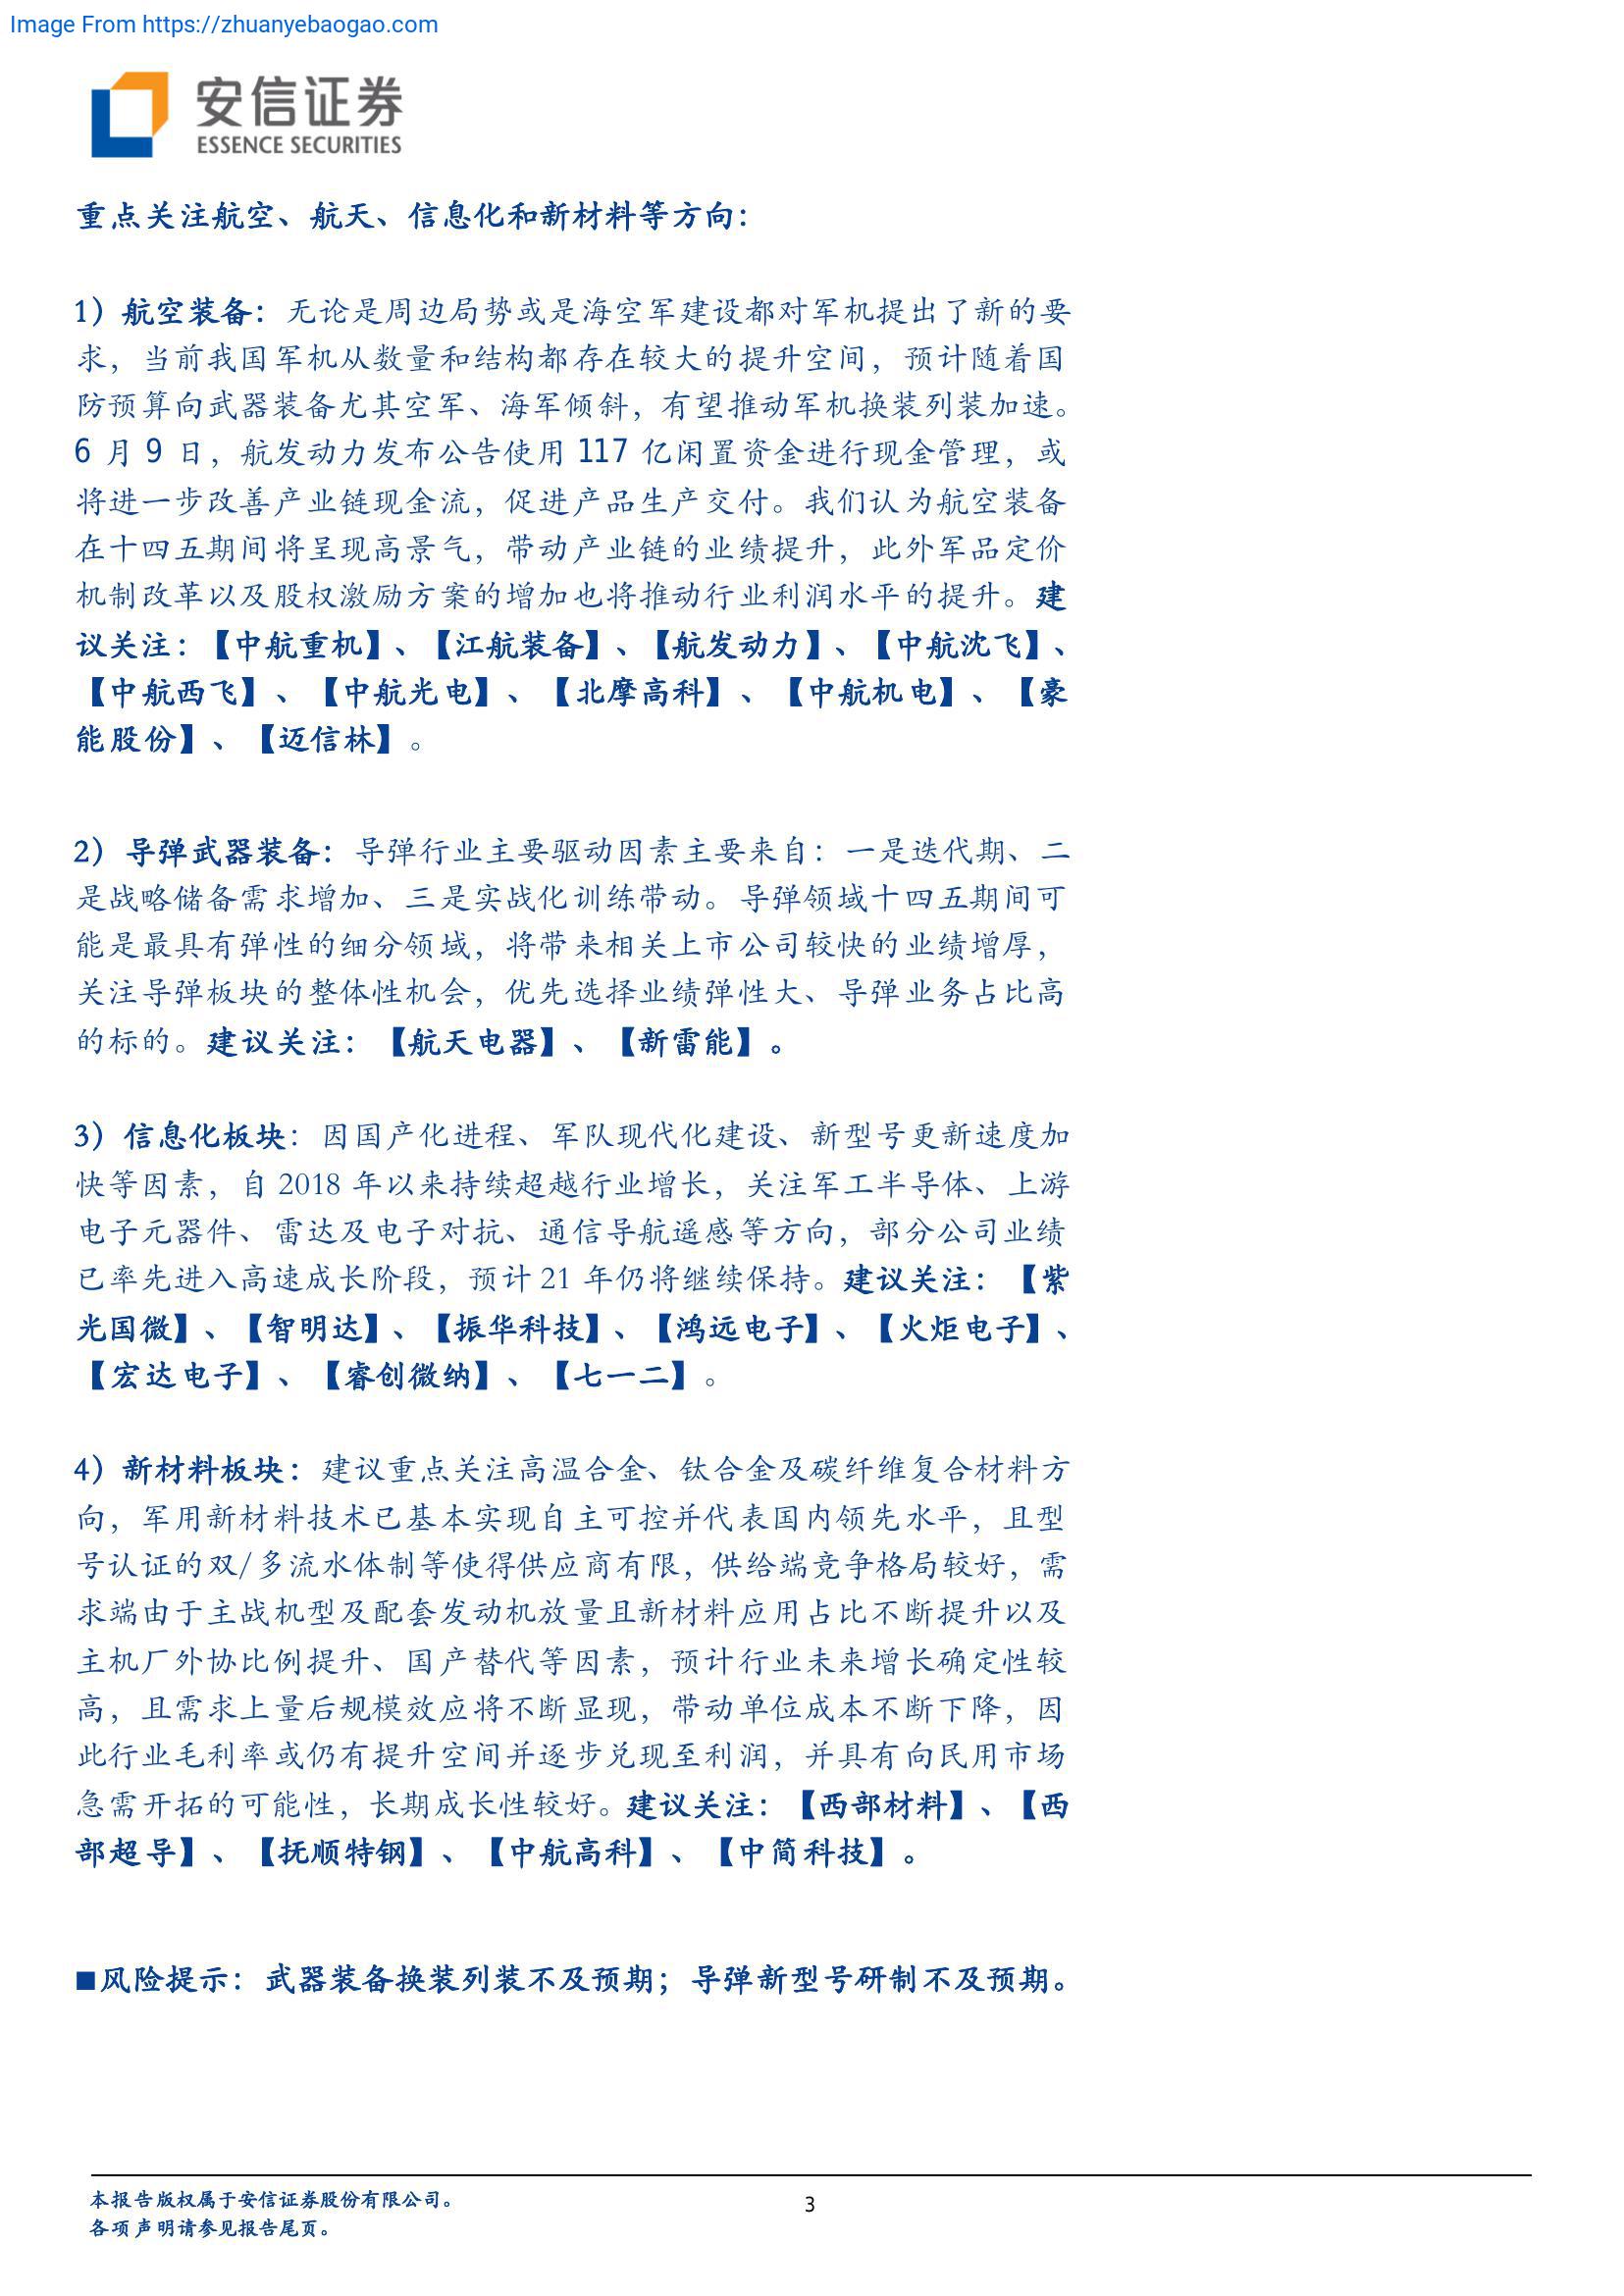 Image From https://zhuanyebaogao.com
安信证券
ESSENCE SECURITIES
重点关注航空、航天、信息化和新材料等方向：
1）航空装备：无论是周边局势或是海空军建设都对军机提出了新的要
求，当前我国军机从数量和结构都存在较大的提升空间，预计随着国
防预算向武器装备尤其空军、海军倾斜，有望推动军机换装列装加速。
6 月 9 日，航发动力发布公告使用 117 亿闲置资金进行现金管理，或
将进一步改善产业链现金流，促进产品生产交付。我们认为航空装备
在十四五期间将呈现高景气，带动产业链的业绩提升，此外军品定价
机制改革以及股权激励方案的增加也将推动行业利润水平的提升。建
议关注：【中航重机】、【江航装备】、【航发动力】、【中航沈飞】、
【中航西飞】、【中航光电】、【北摩高科】、【中航机电】、【豪
能股份】、【迈信林】。
2）导弹武器装备：导弹行业主要驱动因素主要来自：一是迭代期、二
是战略储备需求增加、三是实战化训练带动。导弹领域十四五期间可
能是最具有弹性的细分领域，将带来相关上市公司较快的业绩增厚，
关注导弹板块的整体性机会，优先选择业绩弹性大、导弹业务占比高
的标的。建议关注：【航天电器】、【新雷能】。
3）信息化板块：因国产化进程、军队现代化建设、新型号更新速度加
快等因素，自 2018 年以来持续超越行业增长，关注军工半导体、上游
电子元器件、雷达及电子对抗、通信导航遥感等方向，部分公司业绩
已率先进入高速成长阶段，预计 21 年仍将继续保持。建议关注：【紫
光国微】、【智明达】、【振华科技】、【鸿远电子】、【火炬电子】、
【宏达电子】、【睿创微纳】、【七一二】。
4）新材料板块：建议重点关注高温合金、钛合金及碳纤维复合材料方
向，军用新材料技术已基本实现自主可控并代表国内领先水平，且型
号认证的双/多流水体制等使得供应商有限，供给端竞争格局较好，需
求端由于主战机型及配套发动机放量且新材料应用占比不断提升以及
主机厂外协比例提升、国产替代等因素，预计行业未来增长确定性较
高，且需求上量后规模效应将不断显现，带动单位成本不断下降，因
此行业毛利率或仍有提升空间并逐步兑现至利润，并具有向民用市场
急需开拓的可能性，长期成长性较好。建议关注：【西部材料】、【西
部超导】、【抚顺特钢】、【中航高科】、【中简科技】。
■风险提示：武器装备换装列装不及预期；导弹新型号研制不及预期。
本报告版权属于安信证券股份有限公司。
3
各项声明请参见报告尾页。